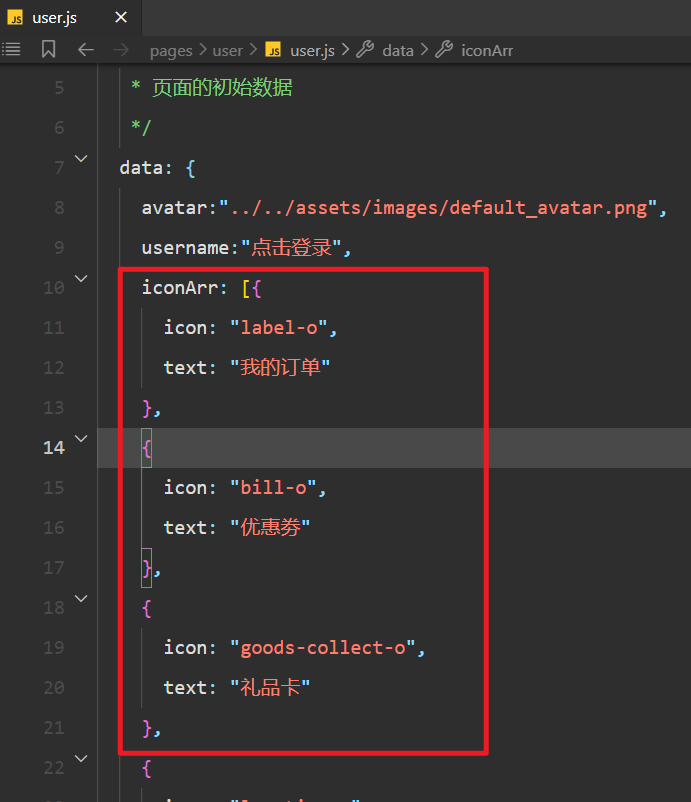 JS user.js ×
pages > user > JS user.js > data > iconArr
5 * 页面的初始数据
6 */
7 data: {
8 avatar:"../../assets/images/default_avatar.png",
9 username:"点击登录",
10 iconArr: [{
11 icon: "label-o",
12 text: "我的订单"
13 },
14 {
15 icon: "bill-o",
16 text: "优惠劵"
17 },
18 {
19 icon: "goods-collect-o",
20 text: "礼品卡"
21 },
22 {